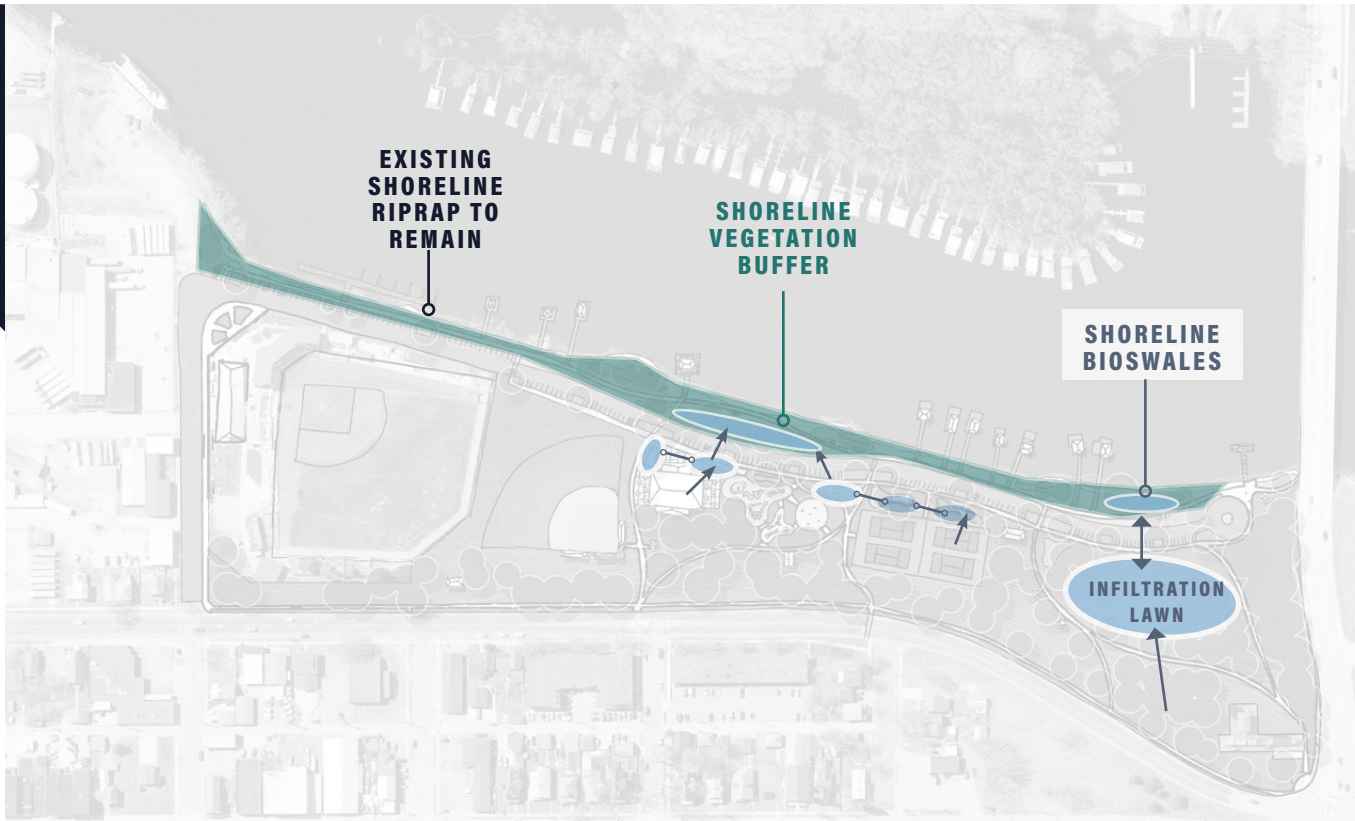 EXISTING
SHORELINE
RIPRAP TO
REMAIN
SHORELINE
VEGETATION
BUFFER
SHORELINE
BIOSWALES
INFILTRATION
LAWN